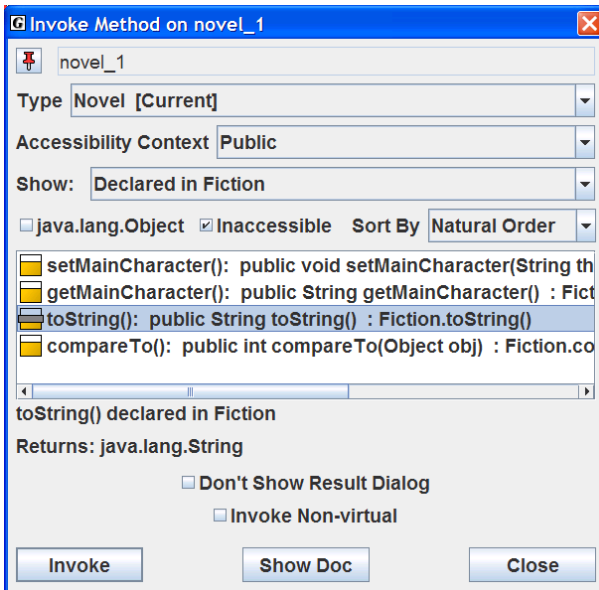 G Invoke Method on novel_1
novel_1
Type Novel [Current]
Accessibility Context Public
Show: Declared in Fiction
java.lang.Object Inaccessible Sort By Natural Order
setMainCharacter(): public void setMainCharacter(String th
getMainCharacter(): public String getMainCharacter() : Fict
toString(): public String toString() : Fiction.toString()
compareTo(): public int compareTo(Object obj) : Fiction.co
toString() declared in Fiction
Returns: java.lang.String
Don't Show Result Dialog
Invoke Non-virtual
Invoke Show Doc Close